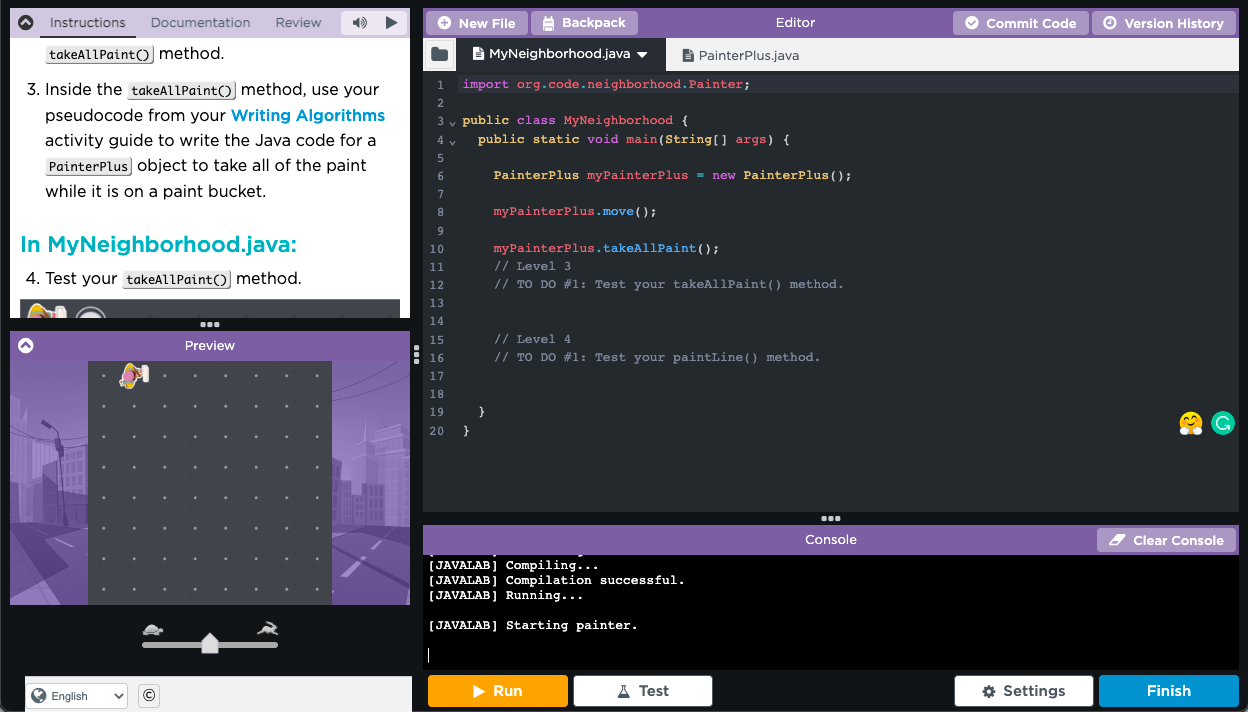 Instructions Documentation Review
takeAllPaint() method.
3. Inside the takeAllPaint() method, use your
pseudocode from your Writing Algorithms
activity guide to write the Java code for a
PainterPlus object to take all of the paint
while it is on a paint bucket.
In MyNeighborhood.java:
4. Test your takeAllPaint() method.
Preview
English ©
New File Backpack Editor Commit Code Version History
MyNeighborhood.java PainterPlus.java
1 import org.code.neighborhood.Painter;
2
3 public class MyNeighborhood {
4 public static void main(String[] args) {
5
6 PainterPlus myPainterPlus = new PainterPlus();
7
8 myPainterPlus.move();
9
10 myPainterPlus.takeAllPaint();
11 // Level 3
12 // TO DO #1: Test your takeAllPaint() method.
13
14
15 // Level 4
16 // TO DO #1: Test your paintLine() method.
17
18
19 }
20 }
Console Clear Console
[JAVALAB] Compiling...
[JAVALAB] Compilation successful.
[JAVALAB] Running...
[JAVALAB] Starting painter.
Run Test Settings Finish